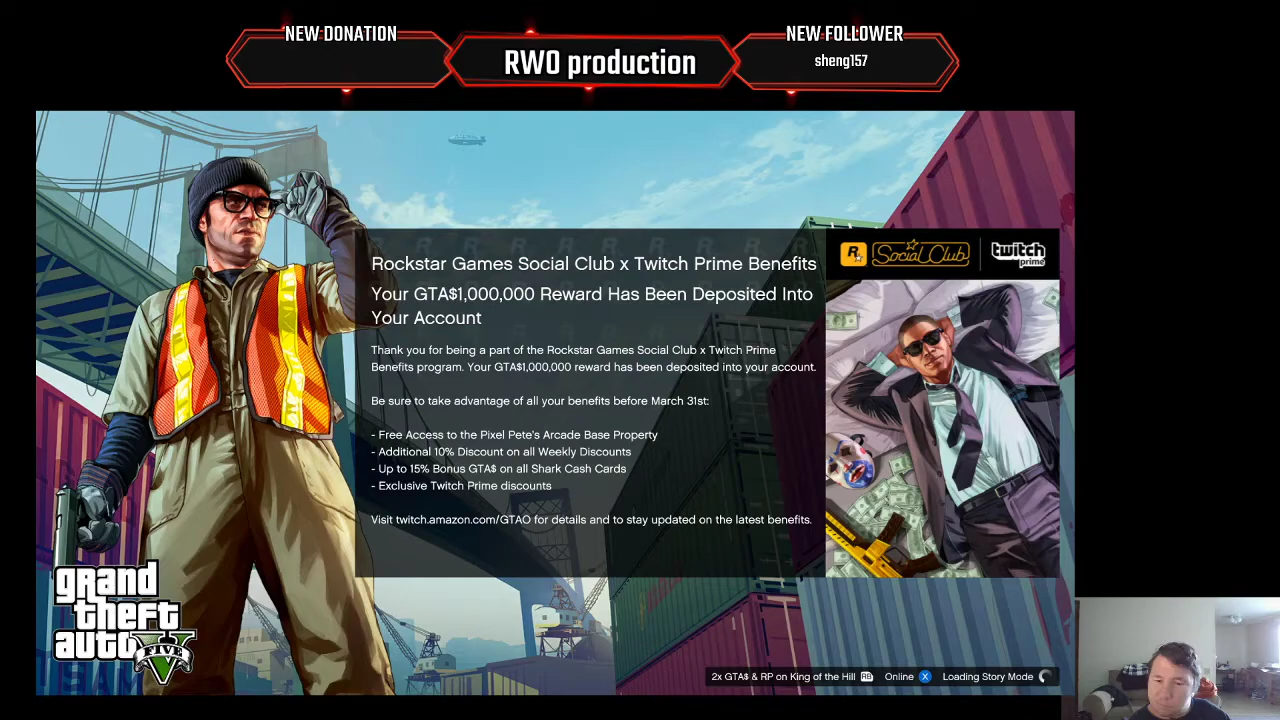 NEW DONATION
RWO production
NEW FOLLOWER
sheng157
R
Social Club
twitch
prime
Rockstar Games Social Club x Twitch Prime Benefits
Your GTA$1,000,000 Reward Has Been Deposited Into
Your Account
Thank you for being a part of the Rockstar Games Social Club x Twitch Prime
Benefits program. Your GTA$1,000,000 reward has been deposited into your account.
Be sure to take advantage of all your benefits before March 31st:
- Free Access to the Pixel Pete's Arcade Base Property
- Additional 10% Discount on all Weekly Discounts
- Up to 15% Bonus GTA$ on all Shark Cash Cards
- Exclusive Twitch Prime discounts
Visit twitch.amazon.com/GTAO for details and to stay updated on the latest benefits.
grand
theft
auto
V
FIVE
2x GTA$ & RP on King of the Hill RB Online X Loading Story Mode